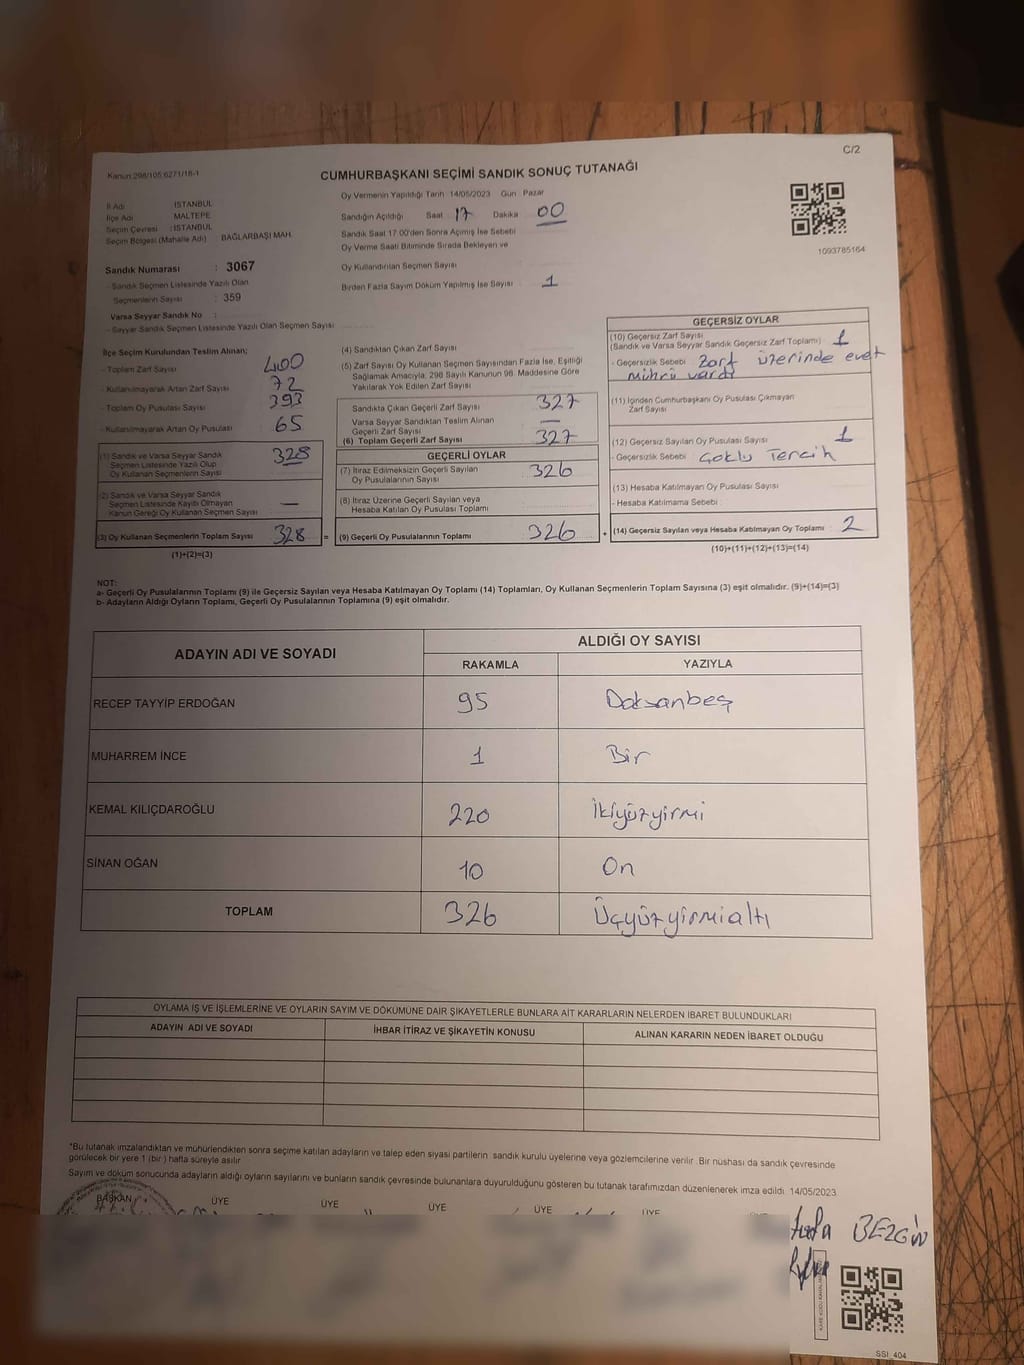 C/2
Kanun:298/105;6271/18-1
CUMHURBAŞKANI SEÇİMİ SANDIK SONUÇ TUTANAĞI
İl Adı İSTANBUL
İlçe Adı MALTEPE
Seçim Çevresi : İSTANBUL
Seçim Bölgesi (Mahalle Adı) BAĞLARBAŞI MAH.
Sandık Numarası : 3067
- Sandık Seçmen Listesinde Yazılı Olan
Seçmenlerin Sayısı : 359
Varsa Seyyar Sandık No :
- Seyyar Sandık Seçmen Listesinde Yazılı Olan Seçmen Sayısı
Oy Vermenin Yapıldığı Tarih 14/05/2023 Gün Pazar
Sandığın Açıldığı Saat 17 Dakika 00
Sandık Saat 17.00'den Sonra Açımış İse Sebebi
Oy Verme Saati Bitiminde Sırada Bekleyen ve
Oy Kullandırılan Seçmen Sayısı
Birden Fazla Sayım Döküm Yapılmış İse Sayısı 1
1093785164
İlçe Seçim Kurulundan Teslim Alınan;
- Toplam Zarf Sayısı 400
- Kullanılmayarak Artan Zarf Sayısı 72
- Toplam Oy Pusulası Sayısı 393
- Kullanılmayarak Artan Oy Pusulası 65
(1) Sandık ve Varsa Seyyar Sandık
Seçmen Listesinde Yazılı Olup
Oy Kullanan Seçmenlerin Sayısı 328
(2) Sandık ve Varsa Seyyar Sandık
Seçmen Listesinde Kayıtlı Olmayan
Kanun Gereği Oy Kullanan Seçmen Sayısı —
(3) Oy Kullanan Seçmenlerin Toplam Sayısı 328 =
(1)+(2)=(3)
(4) Sandıktan Çıkan Zarf Sayısı
(5) Zarf Sayısı Oy Kullanan Seçmen Sayısından Fazla İse, Eşitliği
Sağlamak Amacıyla; 298 Sayılı Kanunun 98. Maddesine Göre
Yakılarak Yok Edilen Zarf Sayısı
Sandıkta Çıkan Geçerli Zarf Sayısı 327
Varsa Seyyar Sandıktan Teslim Alınan
Geçerli Zarf Sayısı —
(6) Toplam Geçerli Zarf Sayısı 327
GEÇERLİ OYLAR
(7) İtiraz Edilmeksizin Geçerli Sayılan
Oy Pusulalarının Sayısı 326
(8) İtiraz Üzerine Geçerli Sayılan veya
Hesaba Katılan Oy Pusulası Toplamı
(9) Geçerli Oy Pusulalarının Toplamı 326 +
GEÇERSİZ OYLAR
(10) Geçersiz Zarf Sayısı
(Sandık ve Varsa Seyyar Sandık Geçersiz Zarf Toplamı) 1
- Geçersizlik Sebebi Zarf üzerinde evet
mührü vardı
(11) İçinden Cumhurbaşkanı Oy Pusulası Çıkmayan
Zarf Sayısı
(12) Geçersiz Sayılan Oy Pusulası Sayısı 1
- Geçersizlik Sebebi Çoklu Tercih
(13) Hesaba Katılmayan Oy Pusulası Sayısı
- Hesaba Katılmama Sebebi
(14) Geçersiz Sayılan veya Hesaba Katılmayan Oy Toplamı 2
(10)+(11)+(12)+(13)=(14)
NOT:
a- Geçerli Oy Pusulalarının Toplamı (9) ile Geçersiz Sayılan veya Hesaba Katılmayan Oy Toplamı (14) Toplamları, Oy Kullanan Seçmenlerin Toplam Sayısına (3) eşit olmalıdır. (9)+(14)=(3)
b- Adayların Aldığı Oyların Toplamı, Geçerli Oy Pusulalarının Toplamına (9) eşit olmalıdır.
ADAYIN ADI VE SOYADI ALDIĞI OY SAYISI
RAKAMLA YAZIYLA
RECEP TAYYİP ERDOĞAN 95 Doksanbeş
MUHARREM İNCE 1 Bir
KEMAL KILIÇDAROĞLU 220 İkiyüzyirmi
SİNAN OĞAN 10 On
TOPLAM 326 Üçyüzyirmialtı
OYLAMA İŞ VE İŞLEMLERİNE VE OYLARIN SAYIM VE DÖKÜMÜNE DAİR ŞİKAYETLERLE BUNLARA AİT KARARLARIN NELERDEN İBARET BULUNDUKLARI
ADAYIN ADI VE SOYADI İHBAR İTİRAZ VE ŞİKAYETİN KONUSU ALINAN KARARIN NEDEN İBARET OLDUĞU
*Bu tutanak imzalandıktan ve mühürlendikten sonra seçime katılan adayların ve talep eden siyasi partilerin sandık kurulu üyelerine veya gözlemcilerine verilir. Bir nüshası da sandık çevresinde
görülecek bir yere 1 (bir) hafta süreyle asılır.
Sayım ve döküm sonucunda adayların aldığı oyların sayılarını ve bunların sandık çevresinde bulunanlara duyurulduğunu gösteren bu tutanak tarafımızdan düzenlenerek imza edildi. 14/05/2023
BAŞKAN ÜYE ÜYE ÜYE ÜYE ÜYE
BEZGİN
SSİ_404